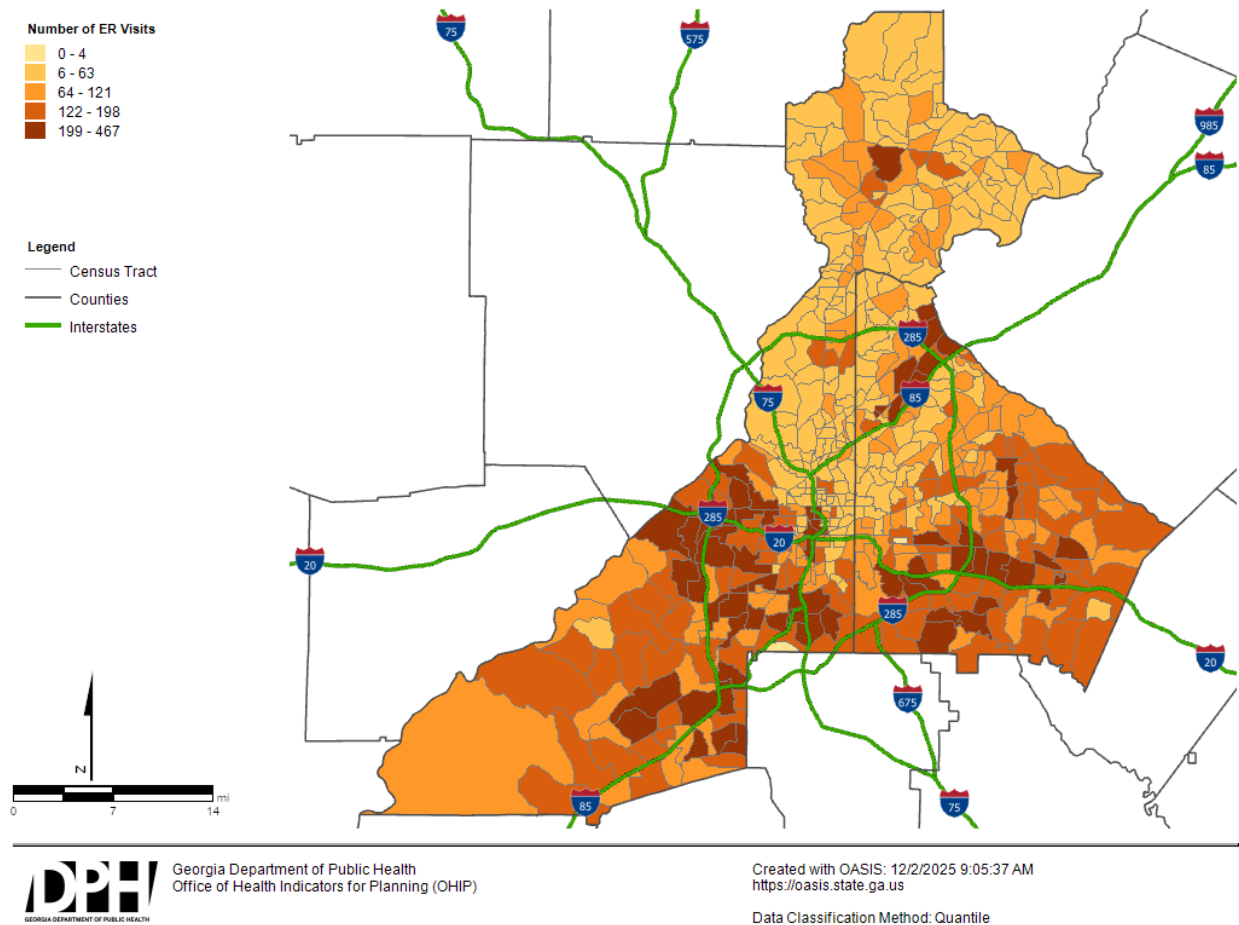 Number of ER Visits
0 - 4
6 - 63
64 - 121
122 - 198
199 - 467
Legend
Census Tract
Counties
Interstates
75
575
985
85
285
75
85
285
20
20
285
20
675
85
75
N
0 7 14 mi
DPH
GEORGIA DEPARTMENT OF PUBLIC HEALTH
Georgia Department of Public Health
Office of Health Indicators for Planning (OHIP)
Created with OASIS: 12/2/2025 9:05:37 AM
https://oasis.state.ga.us
Data Classification Method: Quantile